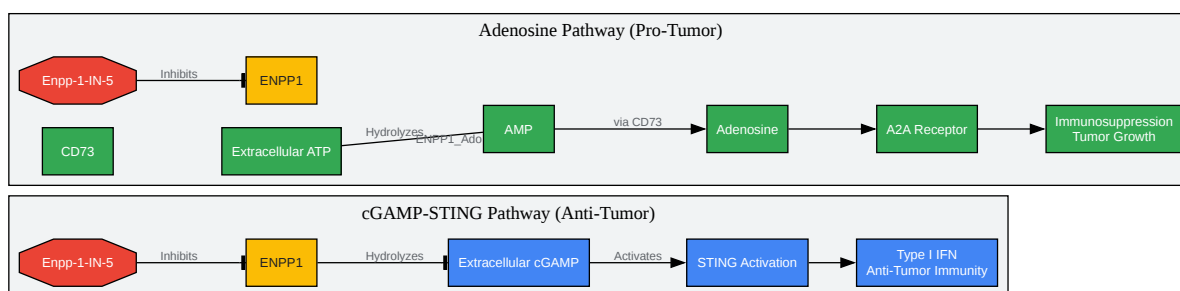 Adenosine Pathway (Pro-Tumor)
Enpp-1-IN-5
Inhibits
ENPP1
CD73
Extracellular ATP
Hydrolyzes
ENPP1_Ado
AMP
via CD73
Adenosine
A2A Receptor
Immunosuppression
Tumor Growth
cGAMP-STING Pathway (Anti-Tumor)
Enpp-1-IN-5
Inhibits
ENPP1
Hydrolyzes
Extracellular cGAMP
Activates
STING Activation
Type I IFN
Anti-Tumor Immunity